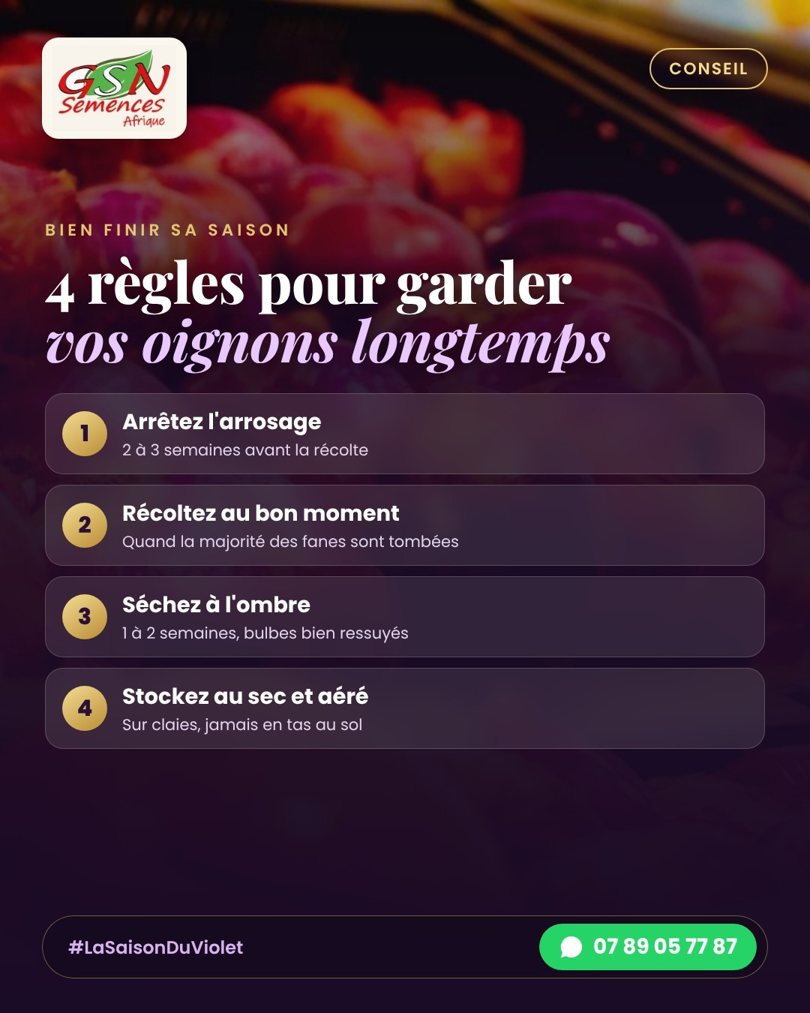 GSN
Semences
Afrique
CONSEIL
BIEN FINIR SA SAISON
4 règles pour garder
vos oignons longtemps
1
Arrêtez l'arrosage
2 à 3 semaines avant la récolte
2
Récoltez au bon moment
Quand la majorité des fanes sont tombées
3
Séchez à l'ombre
1 à 2 semaines, bulbes bien ressuyés
4
Stockez au sec et aéré
Sur claies, jamais en tas au sol
#LaSaisonDuViolet
07 89 05 77 87